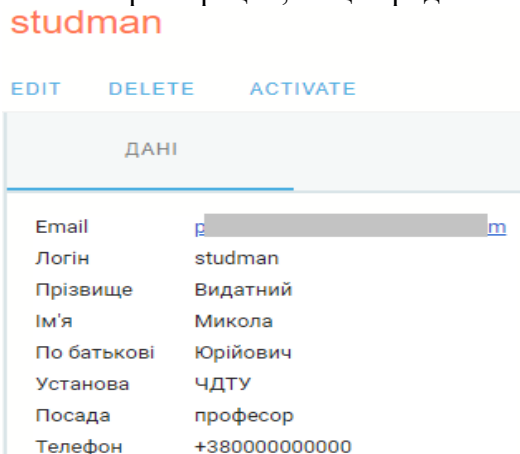 studman
EDIT DELETE ACTIVATE
ДАНІ
Email p m
Логін studman
Прізвище Видатний
Ім'я Микола
По батькові Юрійович
Установа ЧДТУ
Посада професор
Телефон +380000000000